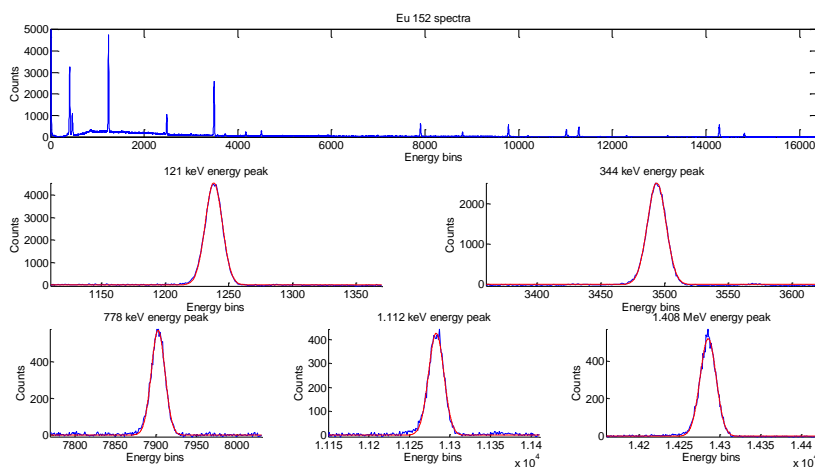 Eu 152 spectra
5000
4000
3000
2000
1000
0
Counts
0 2000 4000 6000 8000 10000 12000 14000 16000
Energy bins
121 keV energy peak
4000
3000
2000
1000
0
Counts
1150 1200 1250 1300 1350
Energy bins
344 keV energy peak
2000
1000
0
Counts
3400 3450 3500 3550 3600
Energy bins
778 keV energy peak
400
200
0
Counts
7800 7850 7900 7950 8000
Energy bins
1.112 keV energy peak
400
300
200
100
0
Counts
1.115 1.12 1.125 1.13 1.135 1.14
Energy bins
x 10⁴
1.408 MeV energy peak
400
200
0
Counts
1.42 1.425 1.43 1.435 1.44
Energy bins